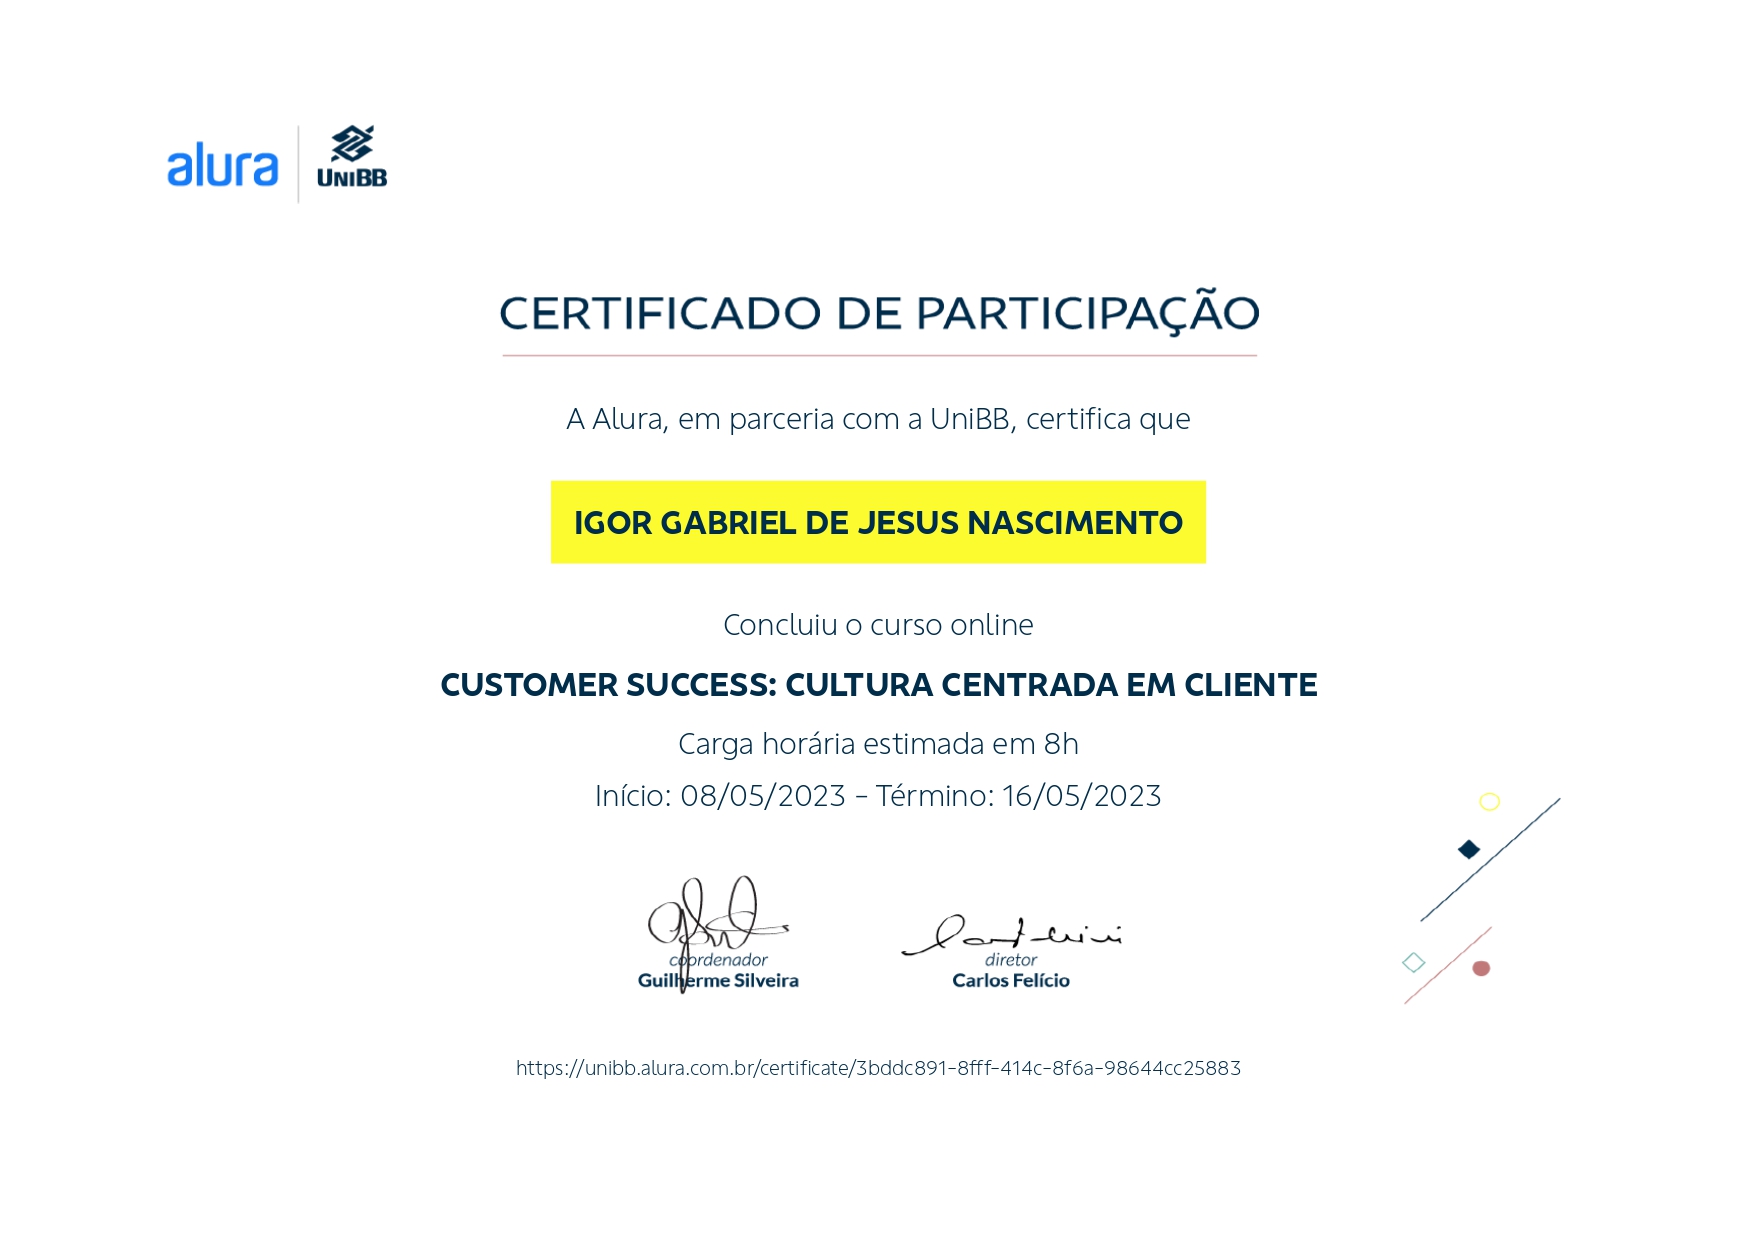 alura
UNIBB
CERTIFICADO DE PARTICIPAÇÃO
A Alura, em parceria com a UniBB, certifica que
IGOR GABRIEL DE JESUS NASCIMENTO
Concluiu o curso online
CUSTOMER SUCCESS: CULTURA CENTRADA EM CLIENTE
Carga horária estimada em 8h
Início: 08/05/2023 - Término: 16/05/2023
coordenador
Guilherme Silveira
diretor
Carlos Felício
https://unibb.alura.com.br/certificate/3bddc891-8fff-414c-8f6a-98644cc25883